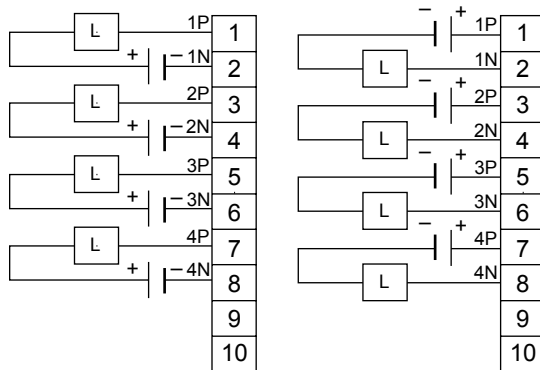 L 1P 1
+ – 1N 2
L 2P 3
+ – 2N 4
L 3P 5
+ – 3N 6
L 4P 7
+ – 4N 8
9
10
– + 1P 1
L 1N 2
– + 2P 3
L 2N 4
– + 3P 5
L 3N 6
– + 4P 7
L 4N 8
9
10